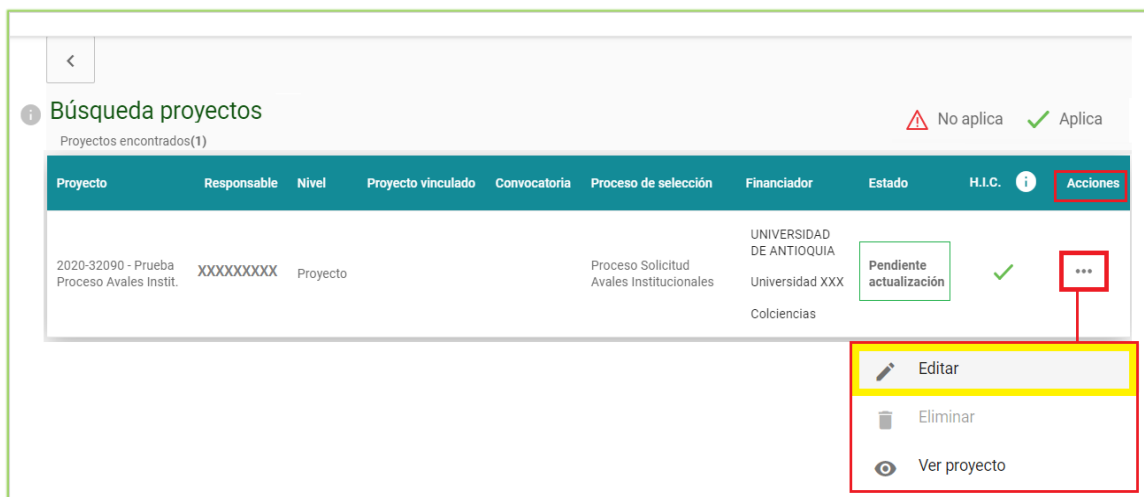 Búsqueda proyectos
No aplica
Aplica
Proyectos encontrados(1)
Proyecto
Responsable
Nivel
Proyecto vinculado
Convocatoria
Proceso de selección
Financiador
Estado
H.I.C.
Acciones
2020-32090 - Prueba
Proceso Avales Instit.
XXXXXXXXX
Proyecto
Proceso Solicitud
Avales Institucionales
UNIVERSIDAD
DE ANTIOQUIA
Universidad XXX
Colciencias
Pendiente
actualización
Editar
Eliminar
Ver proyecto